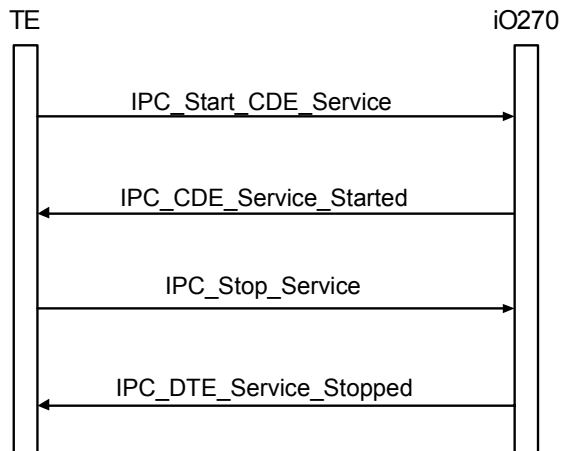 TE iO270
IPC_Start_CDE_Service
IPC_CDE_Service_Started
IPC_Stop_Service
IPC_DTE_Service_Stopped